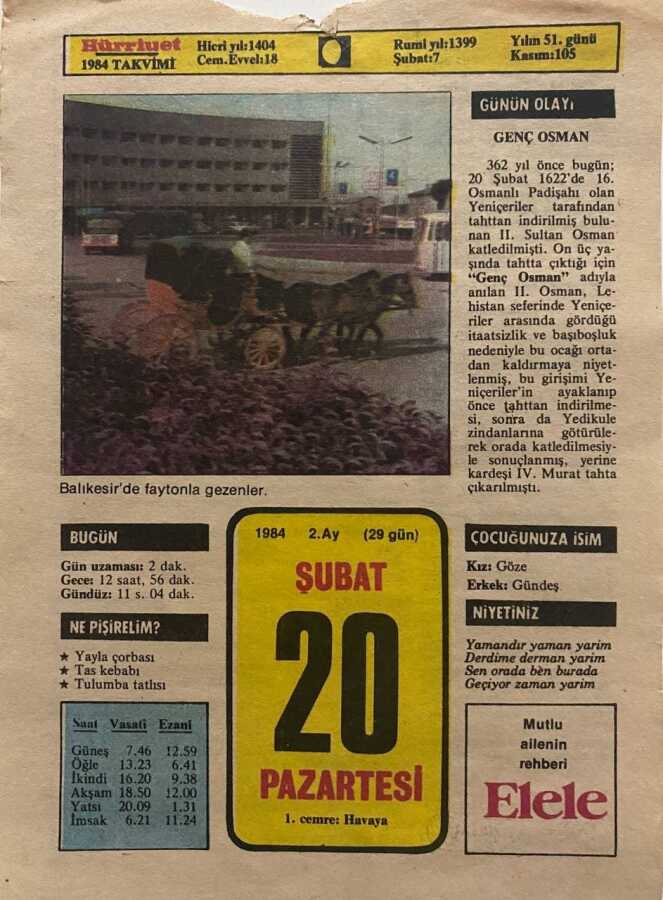 Hürriyet
1984 TAKVİMİ
Hicri yıl:1404
Cem.Evvel:18
Rumi yıl:1399
Şubat:7
Yılın 51. günü
Kasım:105
GÜNÜN OLAYI
GENÇ OSMAN
362 yıl önce bugün;
20 Şubat 1622'de 16.
Osmanlı Padişahı olan
Yeniçeriler tarafından
tahttan indirilmiş bulu-
nan II. Sultan Osman
katledilmişti. On üç ya-
şında tahtta çıktığı için
“Genç Osman” adıyla
anılan II. Osman, Le-
histan seferinde Yeniçe-
riler arasında gördüğü
itaatsizlik ve başıboşluk
nedeniyle bu ocağı orta-
dan kaldırmaya niyet-
lenmiş, bu girişimi Ye-
niçeriler'in ayaklanıp
önce tahttan indirilme-
si, sonra da Yedikule
zindanlarına götürüle-
rek orada katledilmesiy-
le sonuçlanmış, yerine
kardeşi IV. Murat tahta
çıkarılmıştı.
Balıkesir'de faytonla gezenler.
BUGÜN
Gün uzaması: 2 dak.
Gece: 12 saat, 56 dak.
Gündüz: 11 s. 04 dak.
NE PİŞİRELİM?
★ Yayla çorbası
★ Tas kebabı
★ Tulumba tatlısı
Saat Vasati Ezani
Güneş 7.46 12.59
Öğle 13.23 6.41
İkindi 16.20 9.38
Akşam 18.50 12.00
Yatsı 20.09 1.31
İmsak 6.21 11.24
1984 2.Ay (29 gün)
ŞUBAT
20
PAZARTESİ
1. cemre: Havaya
ÇOCUĞUNUZA İSİM
Kız: Göze
Erkek: Gündeş
NİYETİNİZ
Yamandır yaman yarim
Derdime derman yarim
Sen orada ben burada
Geçiyor zaman yarim
Mutlu
ailenin
rehberi
Elele